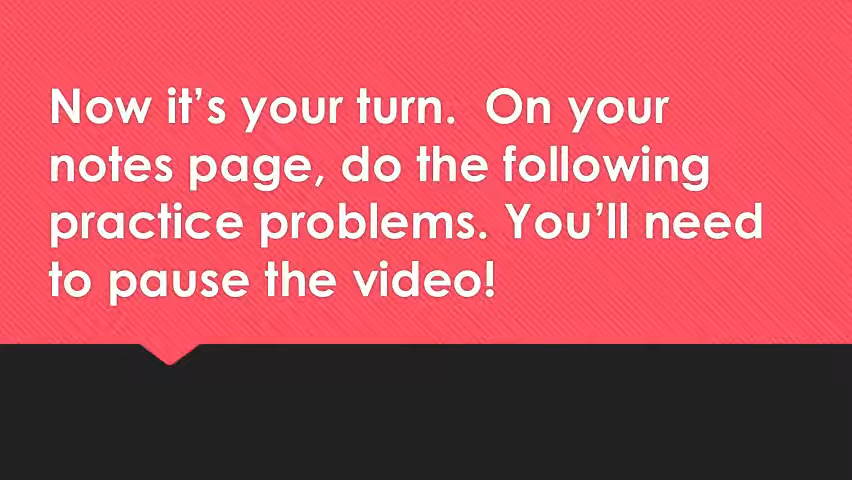 Now it’s your turn.  On your
notes page, do the following
practice problems. You’ll need
to pause the video!